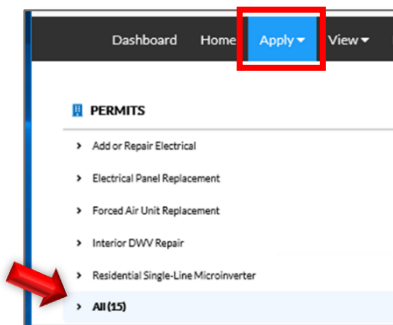 Dashboard Home Apply View
PERMITS
Add or Repair Electrical
Electrical Panel Replacement
Forced Air Unit Replacement
Interior DWV Repair
Residential Single-Line Microinverter
All (15)